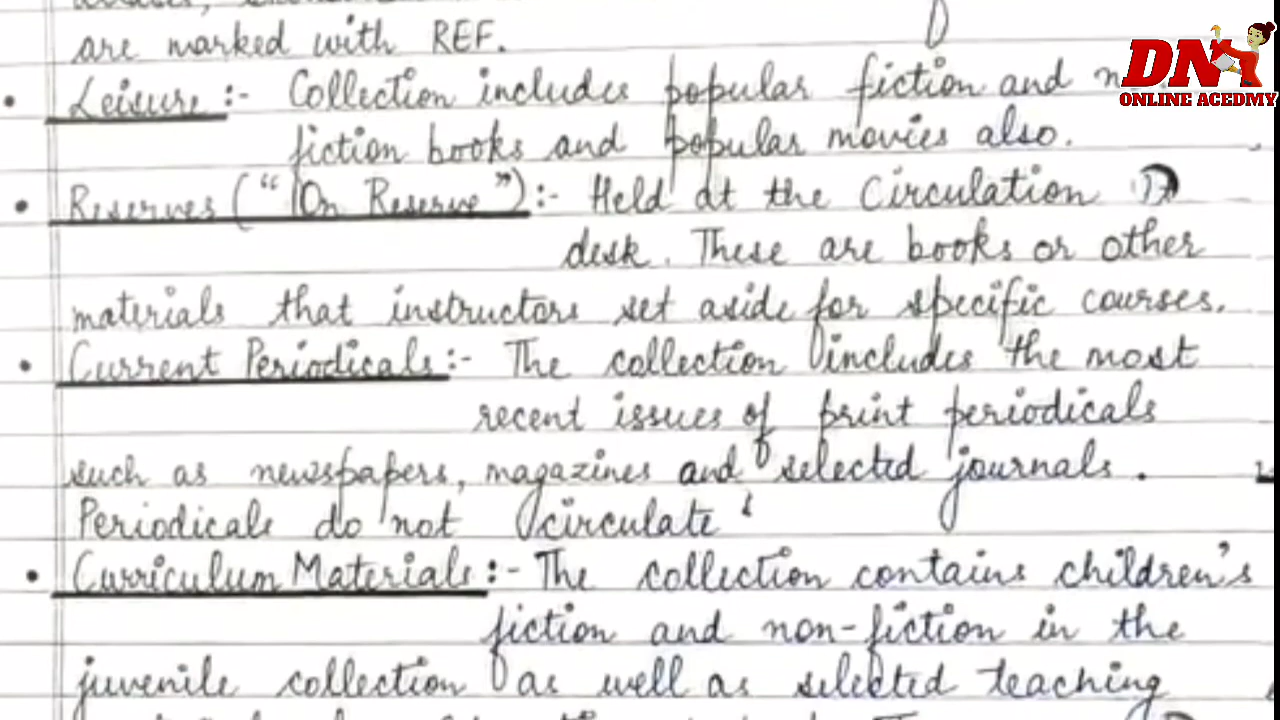 are marked with REF.
DN
ONLINE ACEDMY
• Leisure :- Collection includes popular fiction and
fiction books and popular movies also.
• Reserves (“On Reserve”) :- Held at the Circulation
desk. These are books or other
materials that instructors set aside for specific courses.
• Current Periodicals :- The collection includes the most
recent issues of print periodicals
such as newspapers, magazines and selected journals.
Periodicals do not circulate
• Curriculum Materials :- The collection contains children's
fiction and non-fiction in the
juvenile collection as well as selected teaching